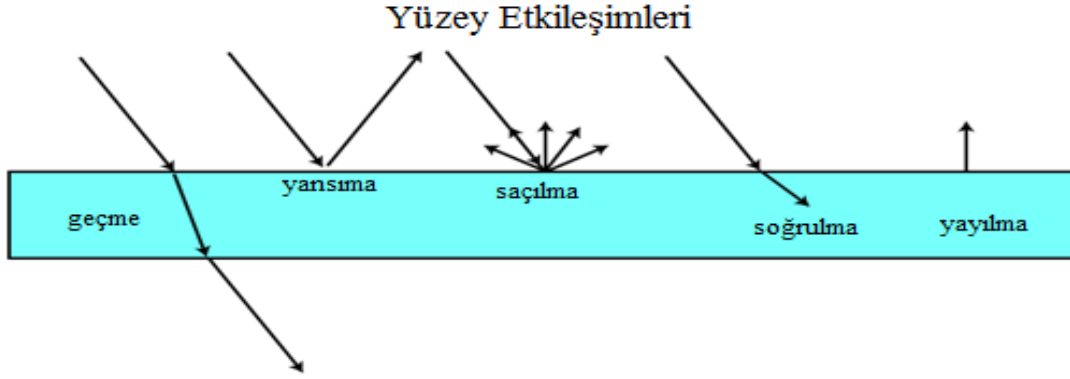 Yüzey Etkileşimleri
geçme
yansıma
saçılma
soğrulma
yayılma